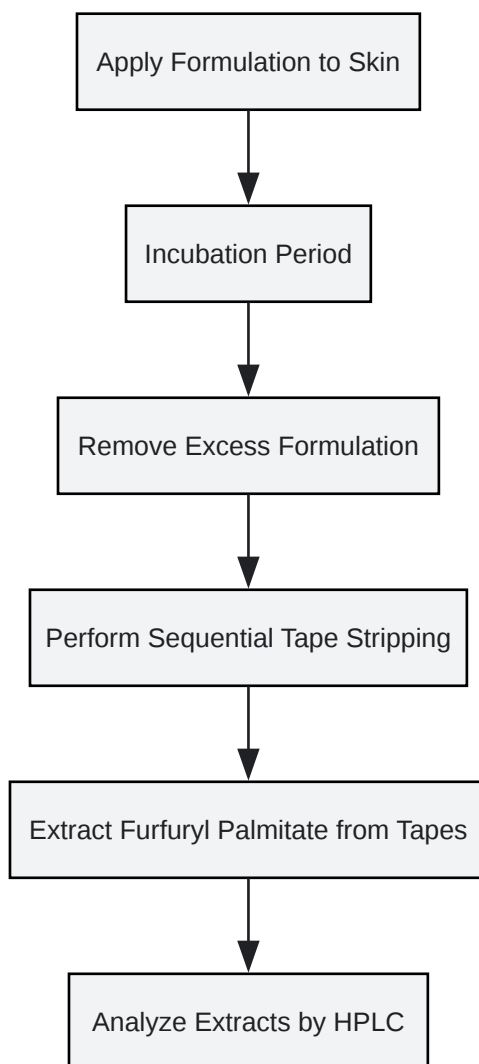 Apply Formulation to Skin
Incubation Period
Remove Excess Formulation
Perform Sequential Tape Stripping
Extract Furfuryl Palmitate from Tapes
Analyze Extracts by HPLC